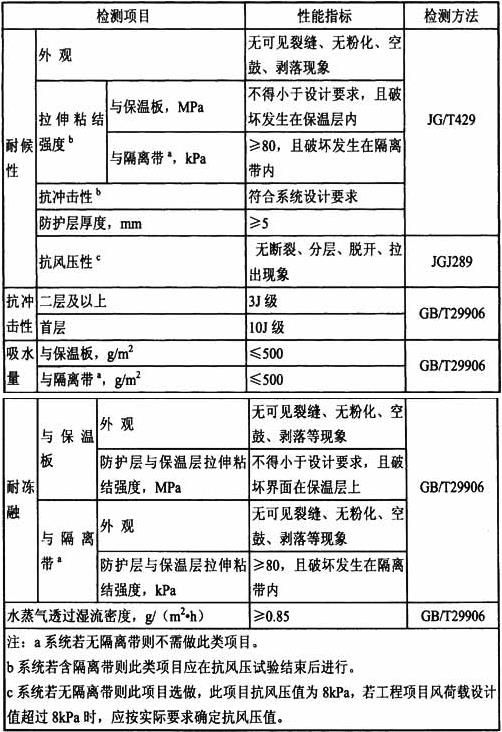 检测项目 性能指标 检测方法
耐候性 外 观 无可见裂缝、无粉化、空鼓、剥落现象 JG/T429
拉伸粘结强度b 与保温板，MPa 不得小于设计要求，且破坏发生在保温层内
与隔离带a，kPa ≥80，且破坏发生在隔离带内
抗冲击性b 符合系统设计要求
防护层厚度，mm ≥5
抗风压性c 无断裂、分层、脱开、拉出现象 JGJ289
抗冲击性 二层及以上 3J 级 GB/T29906
首层 10J 级
吸水量 与保温板，g/m² ≤500 GB/T29906
与隔离带a，g/m² ≤500
耐冻融 与保温板 外 观 无可见裂缝、无粉化、空鼓、剥落等现象 GB/T29906
防护层与保温层拉伸粘结强度，MPa 不得小于设计要求，且破坏界面在保温层上
与隔离带a 外 观 无可见裂缝、无粉化、空鼓、剥落等现象
防护层与保温层拉伸粘结强度，kPa ≥80，且破坏发生在隔离带内
水蒸气透过湿流密度，g/（m²•h） ≥0.85 GB/T29906
注：a 系统若无隔离带则不需做此类项目。
b 系统若含隔离带则此类项目应在抗风压试验结束后进行。
c 系统若无隔离带则此项目选做，此项目抗风压值为 8kPa，若工程项目风荷载设计
值超过 8kPa 时，应按实际要求确定抗风压值。